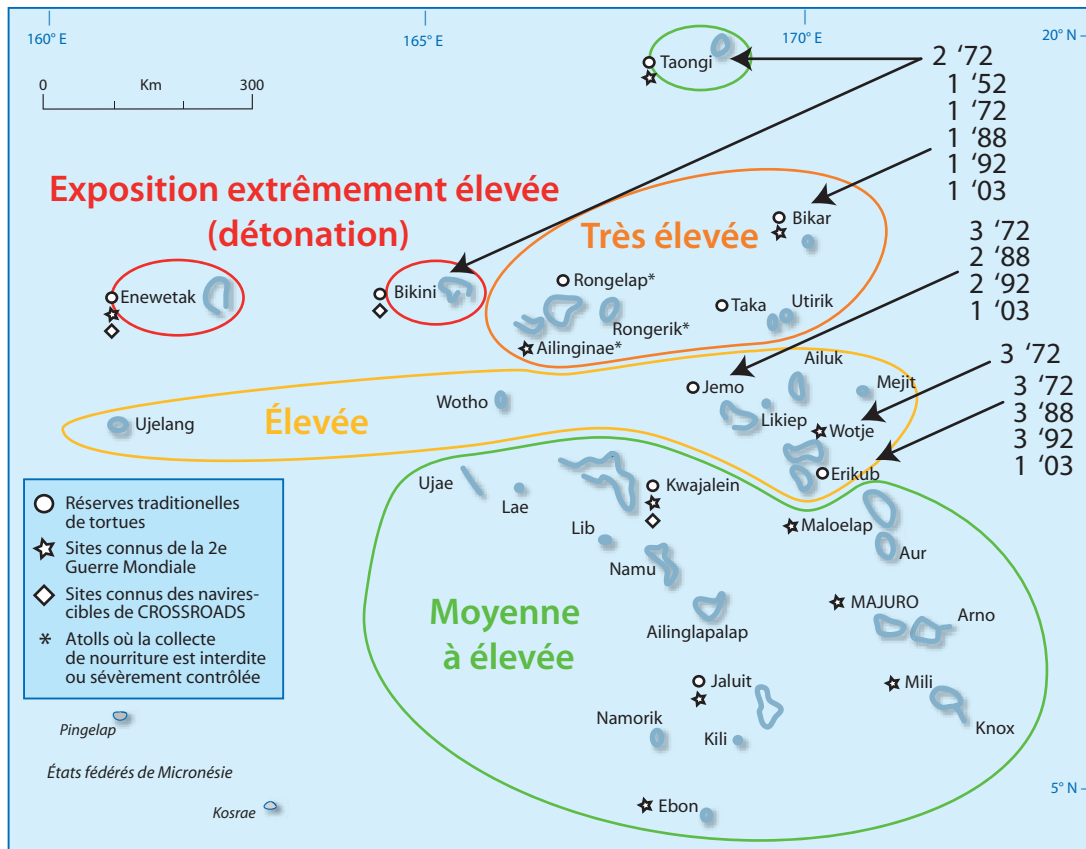 160° E
165° E
170° E
20° N
0 Km 300
Taongi
2 ‘72
1 ‘52
1 ‘72
1 ‘88
1 ‘92
1 ‘03
Exposition extrêmement élevée
(détonation)
Très élevée
Bikar
3 ‘72
2 ‘88
2 ‘92
1 ‘03
Enewetak
Bikini
Rongelap*
Rongerik*
Taka
Utirik
Ailinginae*
3 ‘72
3 ‘72
3 ‘88
3 ‘92
1 ‘03
Élevée
Ujelang
Wotho
Jemo
Ailuk
Mejit
Likiep
Wotje
Erikub
Ujae
Lae
Kwajalein
Lib
Namu
Maloelap
Aur
Moyenne
à élevée
Ailinglapalap
MAJURO
Arno
Jaluit
Mili
Knox
Namorik
Kili
Ebon
5° N
Réserves traditionelles
de tortues
Sites connus de la 2e
Guerre Mondiale
Sites connus des navires-
cibles de CROSSROADS
* Atolls où la collecte
de nourriture est interdite
ou sévèrement contrôlée
Pingelap
États fédérés de Micronésie
Kosrae